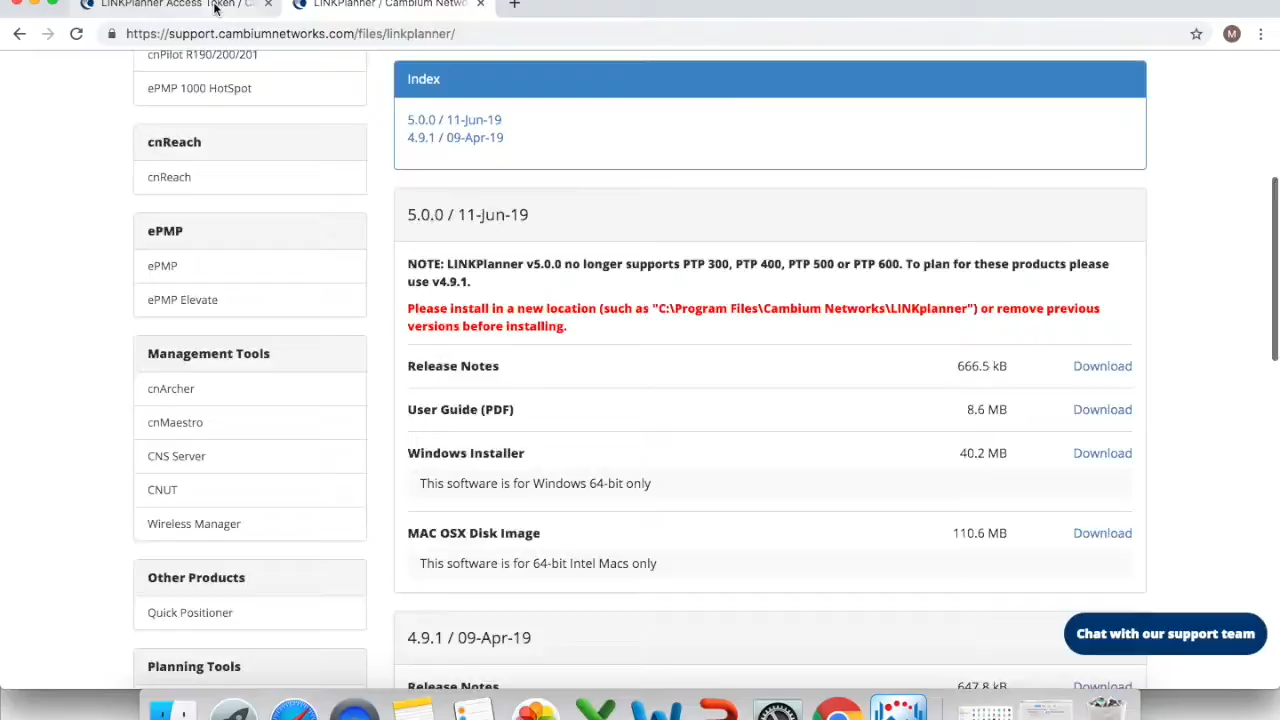 LINKPlanner Access Token / C
LINKPlanner / Cambium Netwo
https://support.cambiumnetworks.com/files/linkplanner/
M
cnPilot R190/200/201
ePMP 1000 HotSpot
cnReach
cnReach
ePMP
ePMP
ePMP Elevate
Management Tools
cnArcher
cnMaestro
CNS Server
CNUT
Wireless Manager
Other Products
Quick Positioner
Planning Tools
Index
5.0.0 / 11-Jun-19
4.9.1 / 09-Apr-19
5.0.0 / 11-Jun-19
NOTE: LINKPlanner v5.0.0 no longer supports PTP 300, PTP 400, PTP 500 or PTP 600. To plan for these products please
use v4.9.1.
Please install in a new location (such as "C:\Program Files\Cambium Networks\LINKplanner") or remove previous
versions before installing.
Release Notes 666.5 kB Download
User Guide (PDF) 8.6 MB Download
Windows Installer 40.2 MB Download
This software is for Windows 64-bit only
MAC OSX Disk Image 110.6 MB Download
This software is for 64-bit Intel Macs only
4.9.1 / 09-Apr-19
Release Notes 647.8 kB Download
Chat with our support team